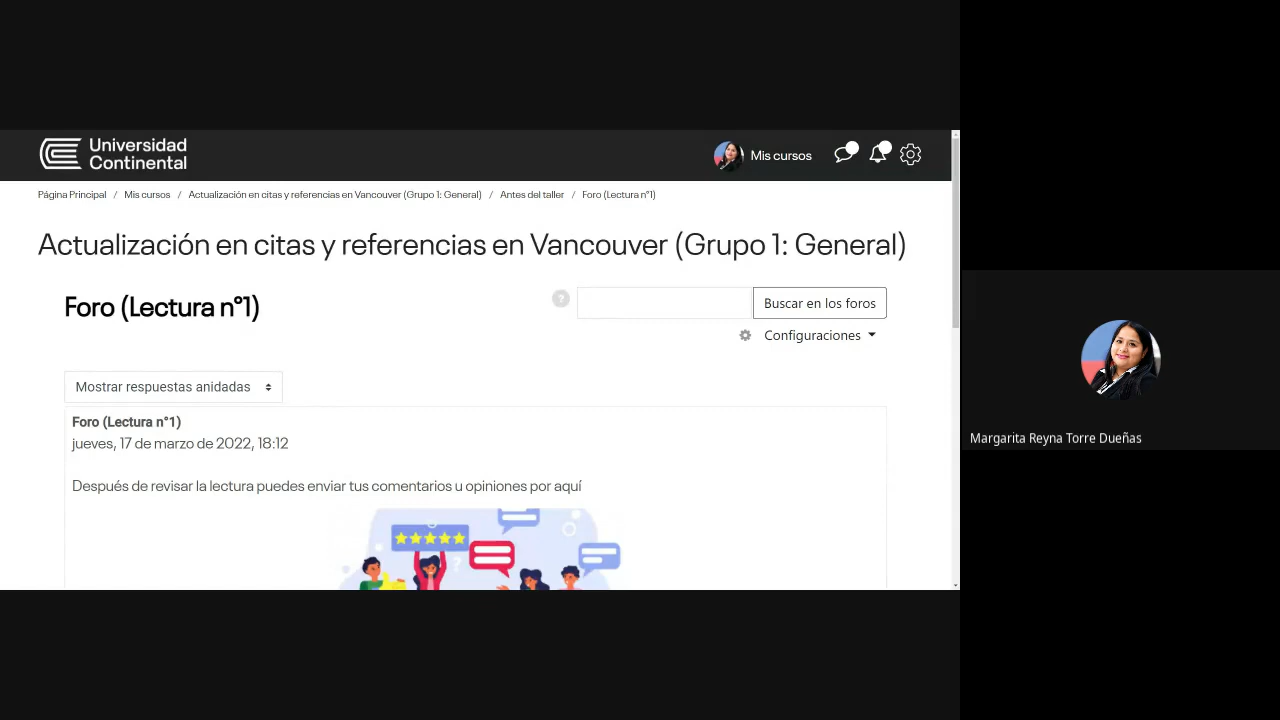 Universidad
Continental
Mis cursos
Página Principal / Mis cursos / Actualización en citas y referencias en Vancouver (Grupo 1: General) / Antes del taller / Foro (Lectura n°1)
Actualización en citas y referencias en Vancouver (Grupo 1: General)
Foro (Lectura n°1)
?
Buscar en los foros
Configuraciones
Mostrar respuestas anidadas
Foro (Lectura n°1)
jueves, 17 de marzo de 2022, 18:12
Después de revisar la lectura puedes enviar tus comentarios u opiniones por aquí
?
Margarita Reyna Torre Dueñas